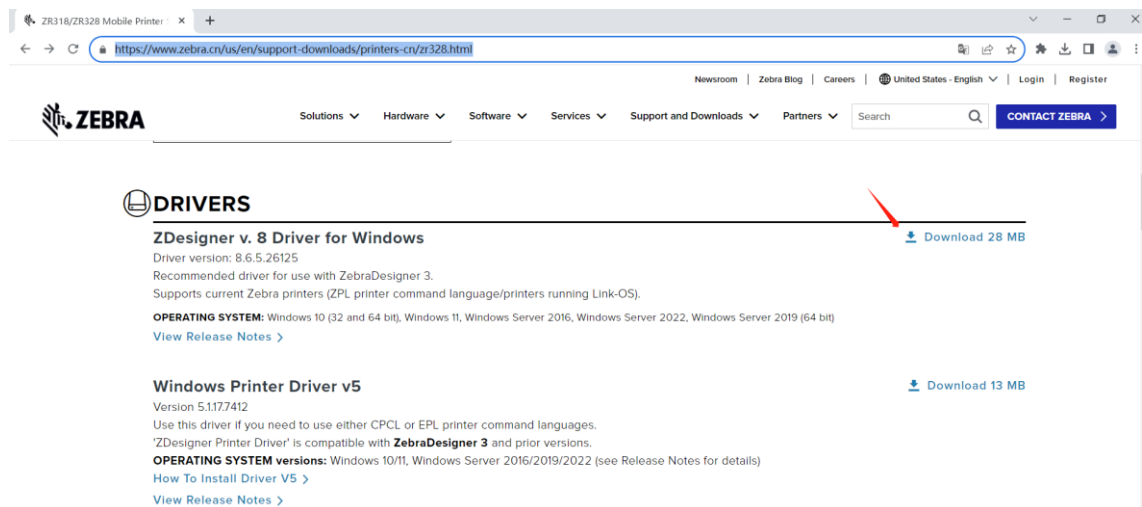 ZR318/ZR328 Mobile Printer
https://www.zebra.cn/us/en/support-downloads/printers-cn/zr328.html
Newsroom | Zebra Blog | Careers | United States - English | Login | Register
ZEBRA Solutions Hardware Software Services Support and Downloads Partners Search CONTACT ZEBRA >
DRIVERS
ZDesigner v. 8 Driver for Windows Download 28 MB
Driver version: 8.6.5.26125
Recommended driver for use with ZebraDesigner 3.
Supports current Zebra printers (ZPL printer command language/printers running Link-OS).
OPERATING SYSTEM: Windows 10 (32 and 64 bit), Windows 11, Windows Server 2016, Windows Server 2022, Windows Server 2019 (64 bit)
View Release Notes >
Windows Printer Driver v5 Download 13 MB
Version 5.1.17.7412
Use this driver if you need to use either CPCL or EPL printer command languages.
'ZDesigner Printer Driver' is compatible with ZebraDesigner 3 and prior versions.
OPERATING SYSTEM versions: Windows 10/11, Windows Server 2016/2019/2022 (see Release Notes for details)
How To Install Driver V5 >
View Release Notes >